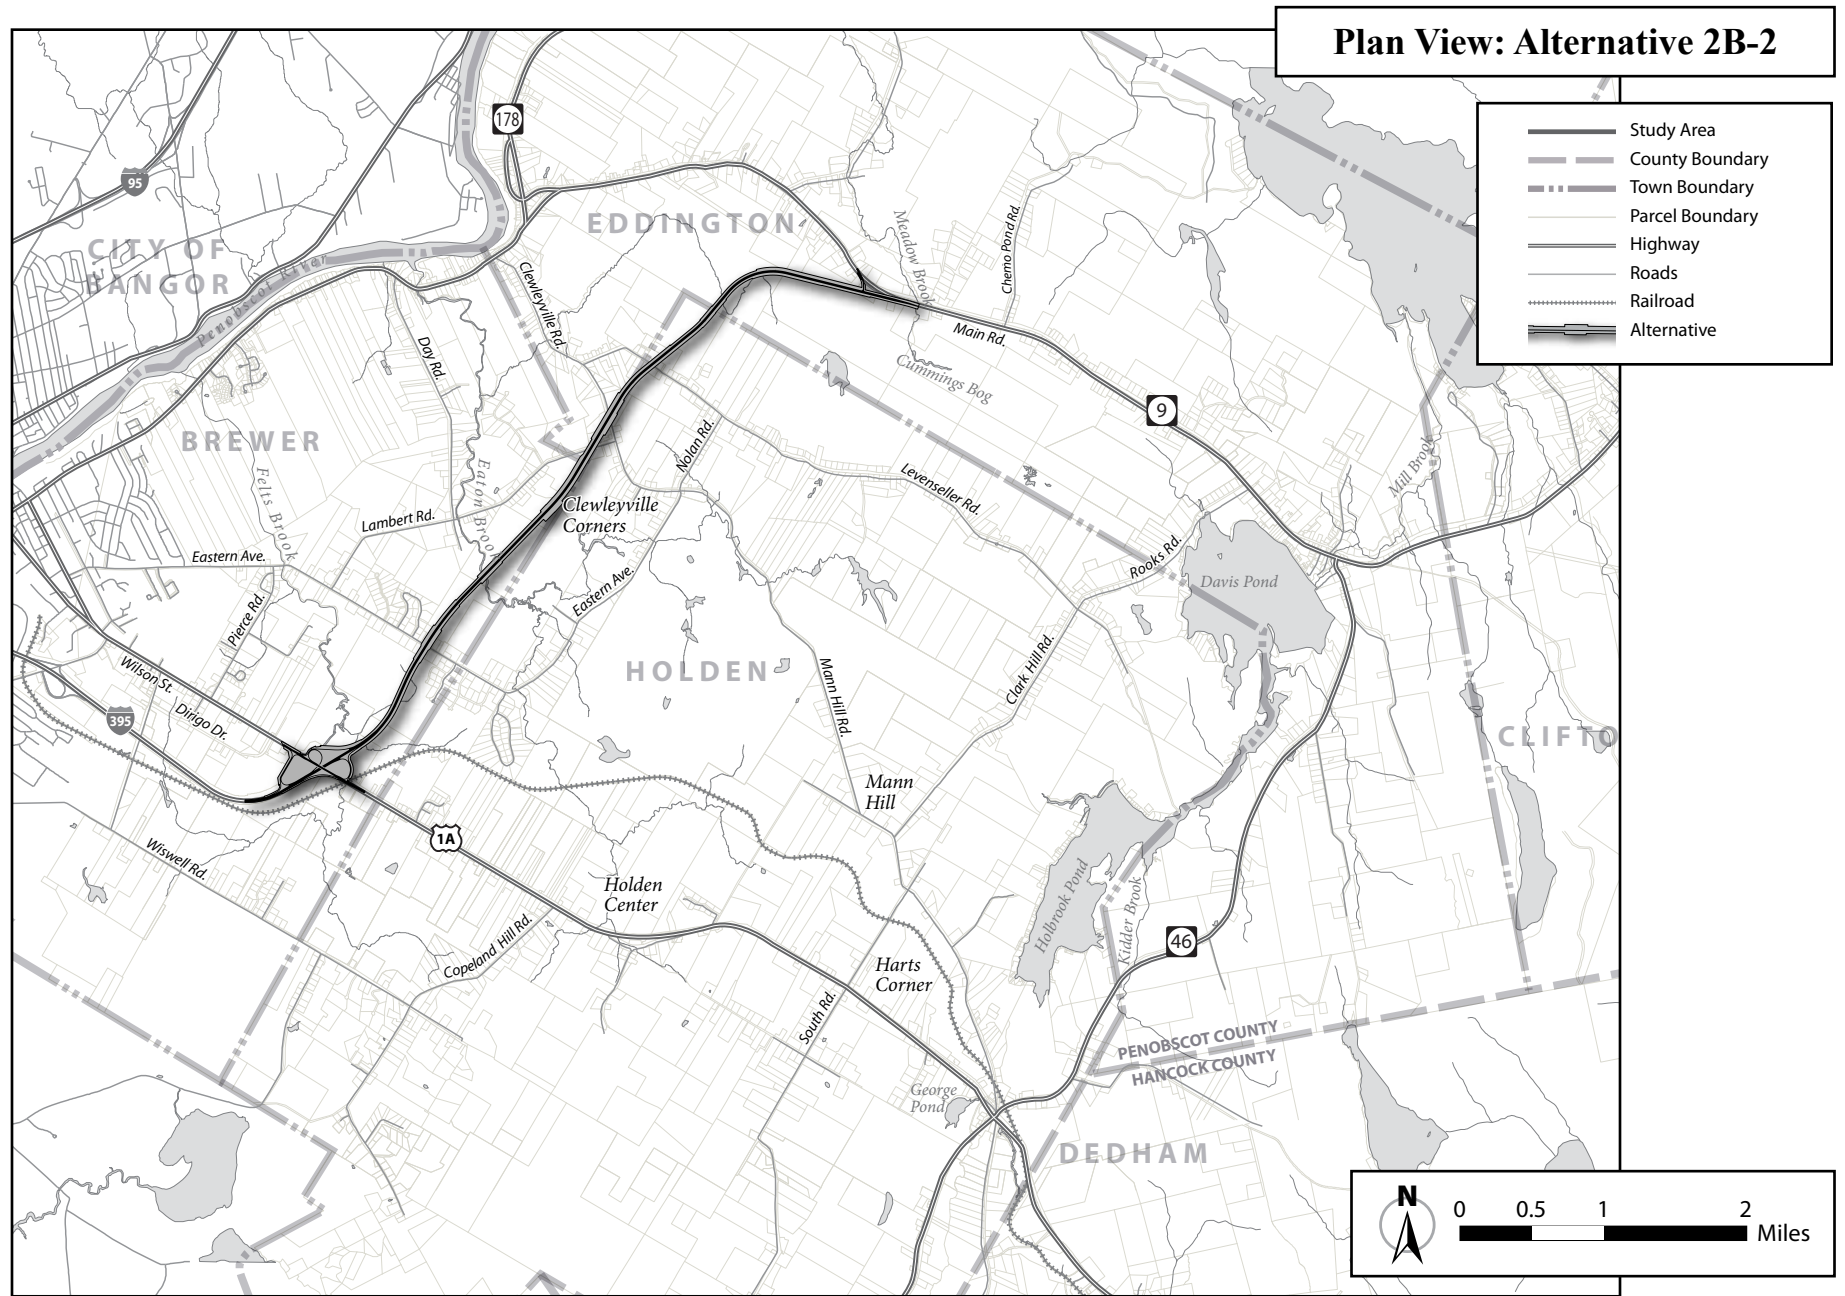 Plan View: Alternative 2B-2
Study Area
County Boundary
Town Boundary
Parcel Boundary
Highway
Roads
Railroad
Alternative
178
95
EDDINGTON
CITY OF
BANGOR
Penobscot River
Meadow Brook
Chemo Pond Rd.
Clewleyville Rd.
Main Rd.
Day Rd.
Cummings Bog
9
BREWER
Felts Brook
Eaton Brook
Nolan Rd.
Levenseller Rd.
Mill Brook
Clewleyville
Corners
Lambert Rd.
Eastern Ave.
Rooks Rd.
Davis Pond
Eastern Ave.
Pierce Rd.
HOLDEN
Wilson St.
Dirigo Dr.
395
Mann Hill Rd.
Clark Hill Rd.
CLIFTO
Mann
Hill
1A
Wiswell Rd.
Holden
Center
Holbrook Pond
Kidder Brook
Copeland Hill Rd.
46
Harts
Corner
South Rd.
PENOBSCOT COUNTY
HANCOCK COUNTY
George
Pond
DEDHAM
N
0 0.5 1 2
Miles